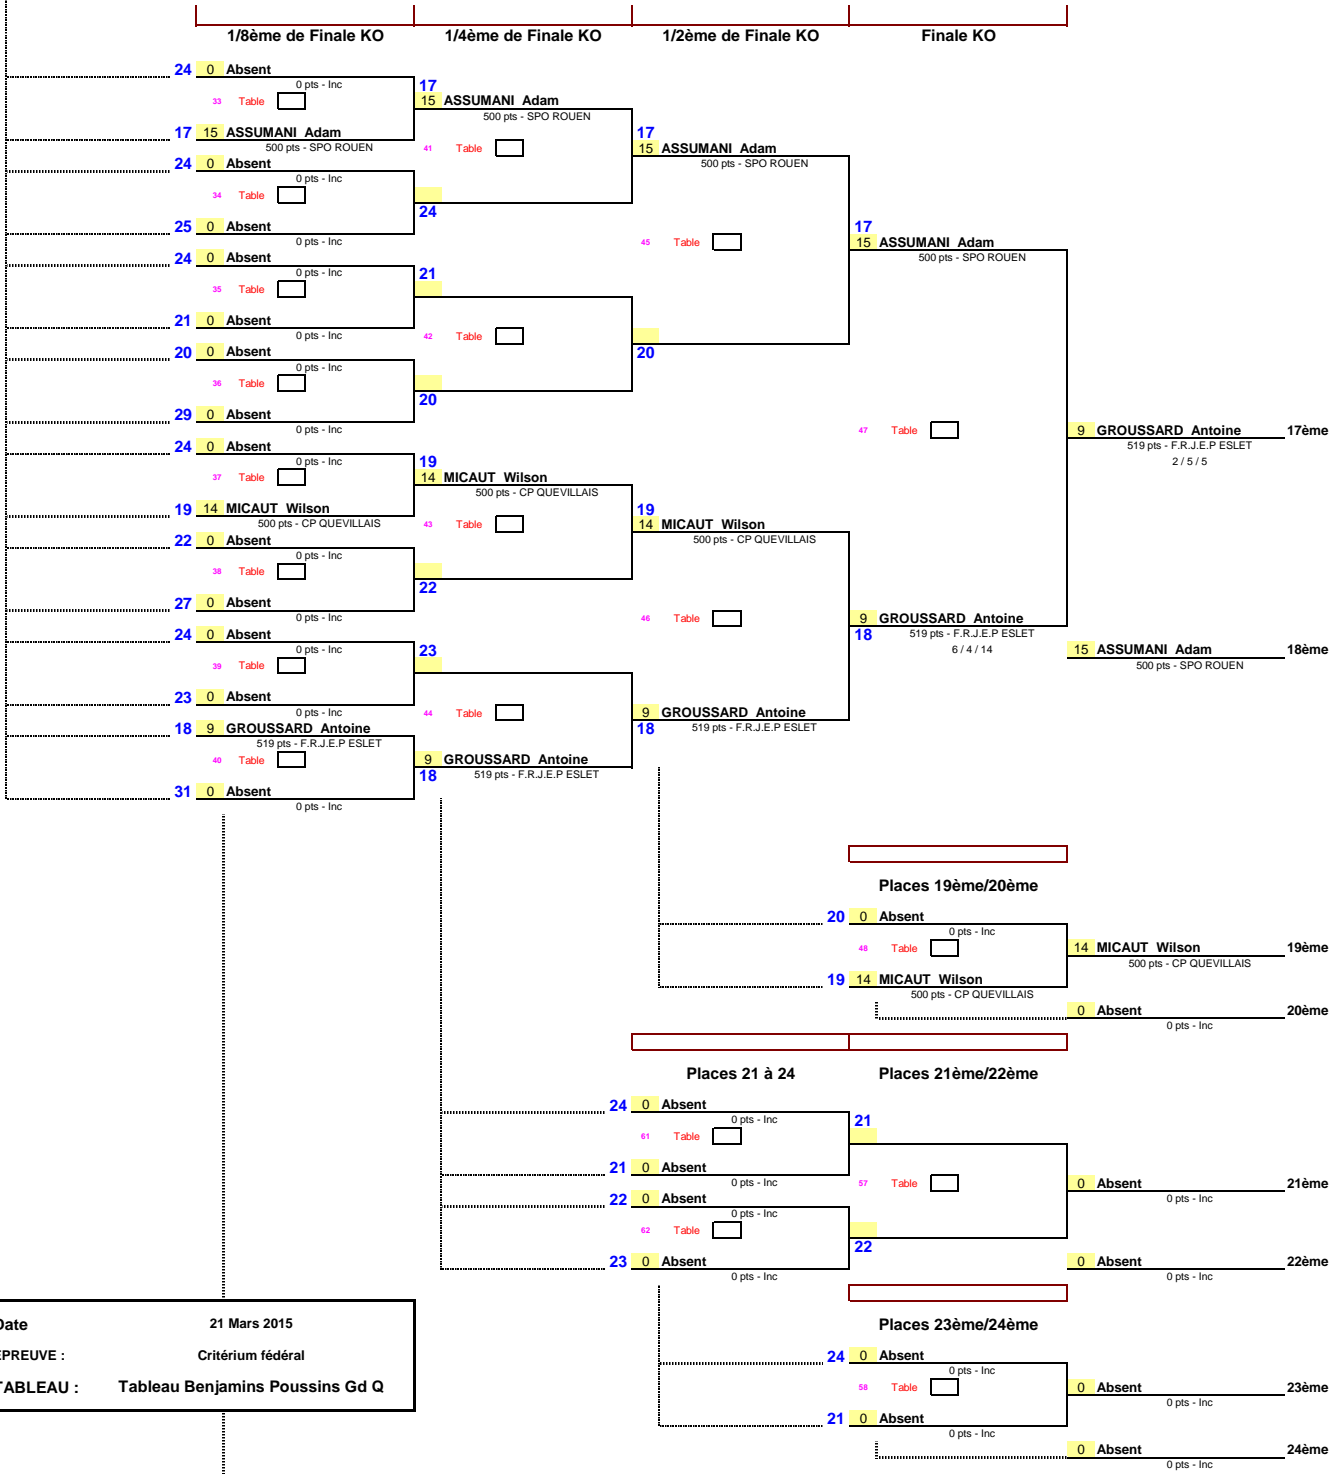 1/8ème de Finale KO 1/4ème de Finale KO 1/2ème de Finale KO Finale KO
24 0 Absent
0 pts - Inc
17
33 Table
15 ASSUMANI Adam
500 pts - SPO ROUEN
17 15 ASSUMANI Adam
17
500 pts - SPO ROUEN
41 Table
15 ASSUMANI Adam
24 0 Absent
500 pts - SPO ROUEN
0 pts - Inc
34 Table
24
25 0 Absent
17
0 pts - Inc
45 Table
15 ASSUMANI Adam
24 0 Absent
500 pts - SPO ROUEN
0 pts - Inc
21
35 Table
21 0 Absent
0 pts - Inc
42 Table
20 0 Absent
20
0 pts - Inc
36 Table
20
29 0 Absent
0 pts - Inc
47 Table
9 GROUSSARD Antoine 17ème
24 0 Absent
519 pts - F.R.J.E.P ESLET
0 pts - Inc
2 / 5 / 5
19
37 Table
14 MICAUT Wilson
500 pts - CP QUEVILLAIS
19 14 MICAUT Wilson
19
500 pts - CP QUEVILLAIS
43 Table
14 MICAUT Wilson
22 0 Absent
500 pts - CP QUEVILLAIS
0 pts - Inc
38 Table
22
27 0 Absent
0 pts - Inc
46 Table
9 GROUSSARD Antoine
24 0 Absent
18
519 pts - F.R.J.E.P ESLET
0 pts - Inc
23
6 / 4 / 14
15 ASSUMANI Adam 18ème
39 Table
500 pts - SPO ROUEN
23 0 Absent
0 pts - Inc
44 Table
9 GROUSSARD Antoine
18 9 GROUSSARD Antoine
18
519 pts - F.R.J.E.P ESLET
519 pts - F.R.J.E.P ESLET
40 Table
9 GROUSSARD Antoine
18
519 pts - F.R.J.E.P ESLET
31 0 Absent
0 pts - Inc
Places 19ème/20ème
20 0 Absent
0 pts - Inc
48 Table
14 MICAUT Wilson 19ème
500 pts - CP QUEVILLAIS
19 14 MICAUT Wilson
500 pts - CP QUEVILLAIS
0 Absent 20ème
0 pts - Inc
Places 21 à 24 Places 21ème/22ème
24 0 Absent
0 pts - Inc
21
61 Table
21 0 Absent
0 pts - Inc
57 Table
0 Absent 21ème
0 pts - Inc
22 0 Absent
0 pts - Inc
62 Table
22
23 0 Absent
0 pts - Inc
0 Absent 22ème
0 pts - Inc
Places 23ème/24ème
24 0 Absent
0 pts - Inc
58 Table
0 Absent 23ème
0 pts - Inc
21 0 Absent
0 pts - Inc
0 Absent 24ème
0 pts - Inc
Date 21 Mars 2015
EPREUVE : Critérium fédéral
TABLEAU : Tableau Benjamins Poussins Gd Q